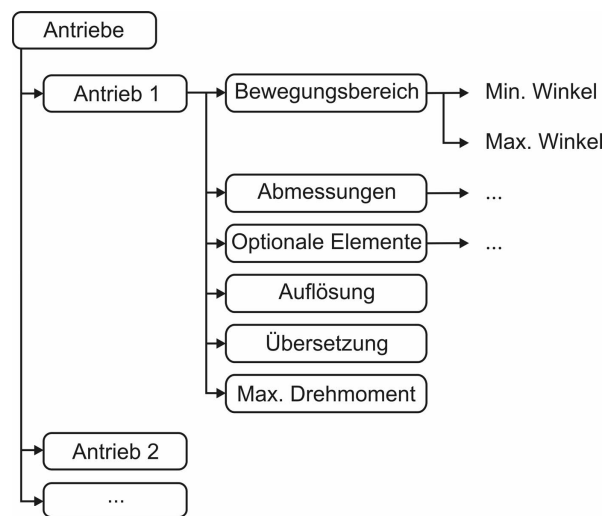 Antriebe
Antrieb 1
Bewegungsbereich
Min. Winkel
Max. Winkel
Abmessungen
...
Optionale Elemente
...
Auflösung
Übersetzung
Max. Drehmoment
Antrieb 2
...